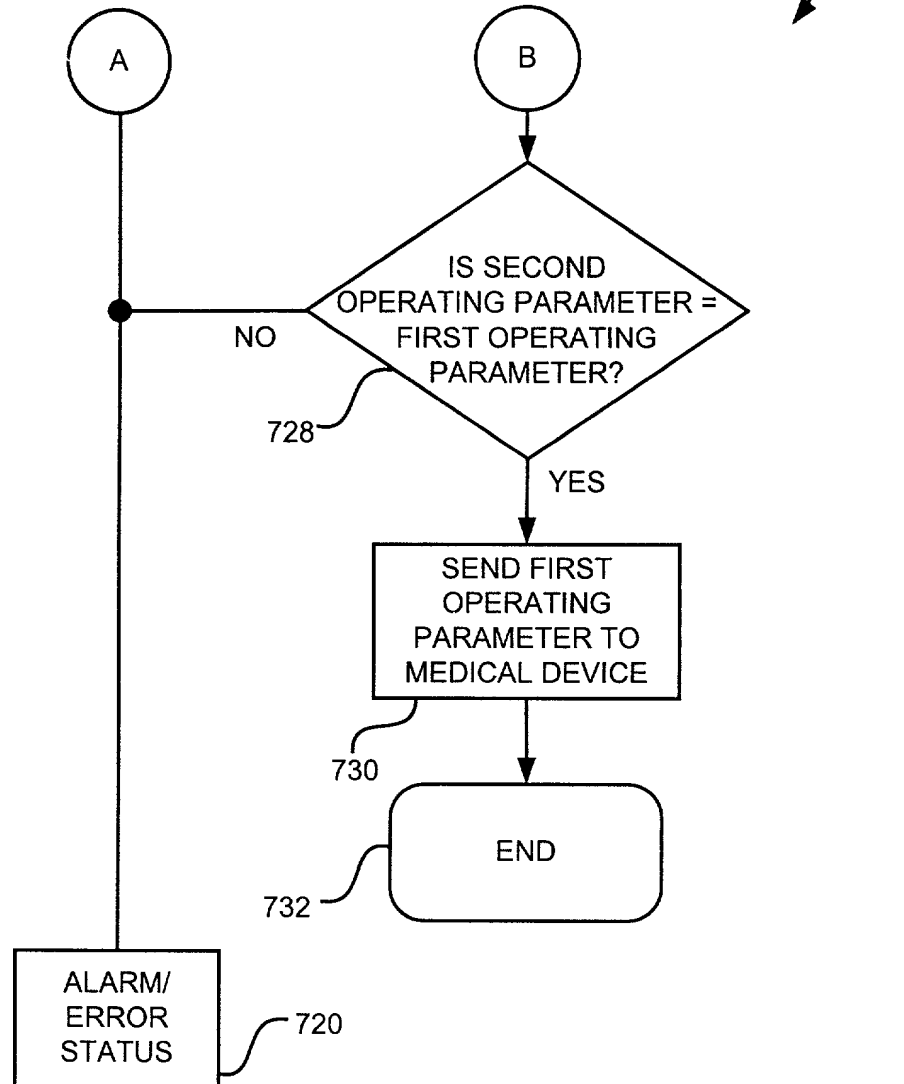 A
B
IS SECOND
OPERATING PARAMETER =
FIRST OPERATING
PARAMETER?
NO
728
YES
SEND FIRST
OPERATING
PARAMETER TO
MEDICAL DEVICE
730
END
732
ALARM/
ERROR
STATUS
720